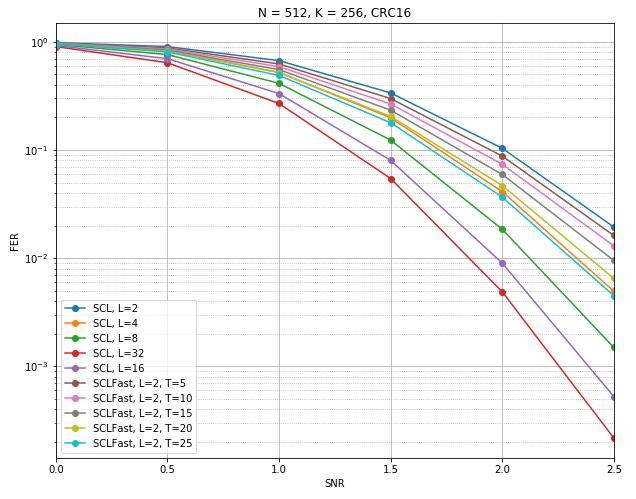 N = 512, K = 256, CRC16
10⁰
10⁻¹
10⁻²
10⁻³
FER
SCL, L=2
SCL, L=4
SCL, L=8
SCL, L=32
SCL, L=16
SCLFast, L=2, T=5
SCLFast, L=2, T=10
SCLFast, L=2, T=15
SCLFast, L=2, T=20
SCLFast, L=2, T=25
0.0 0.5 1.0 1.5 2.0 2.5
SNR